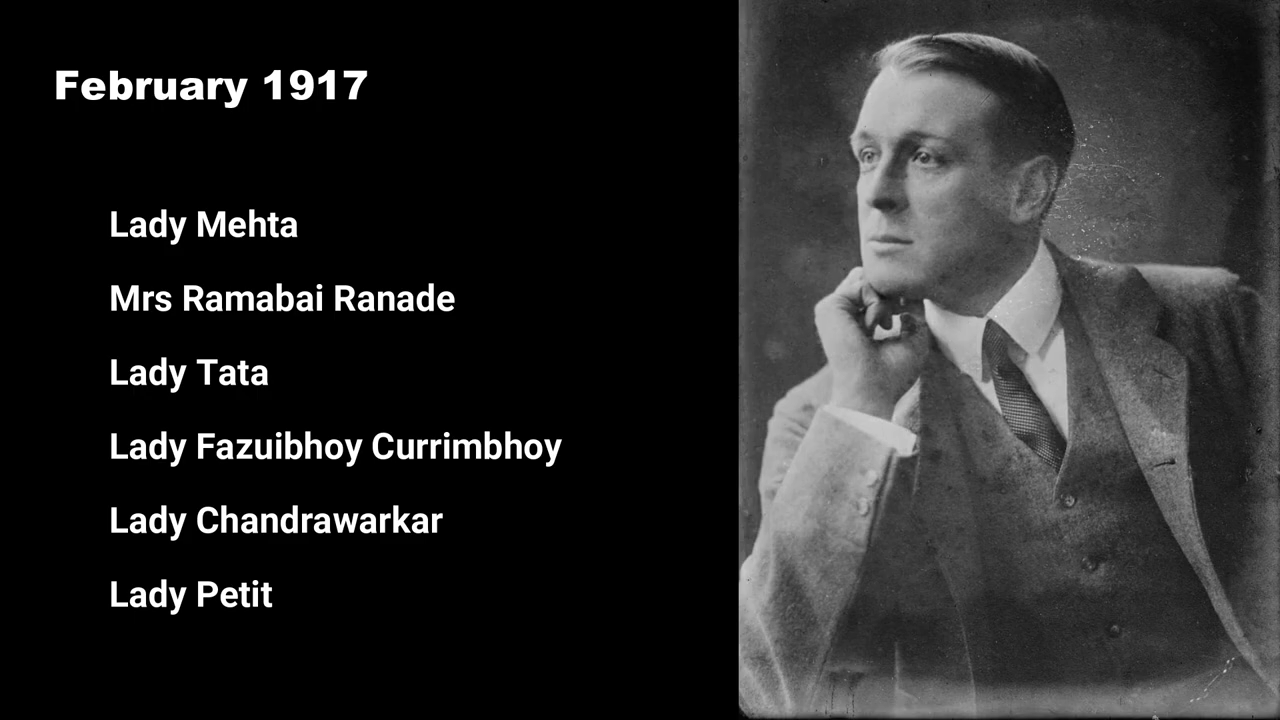 February 1917
Lady Mehta
Mrs Ramabai Ranade
Lady Tata
Lady Fazuibhoy Currimbhoy
Lady Chandrawarkar
Lady Petit